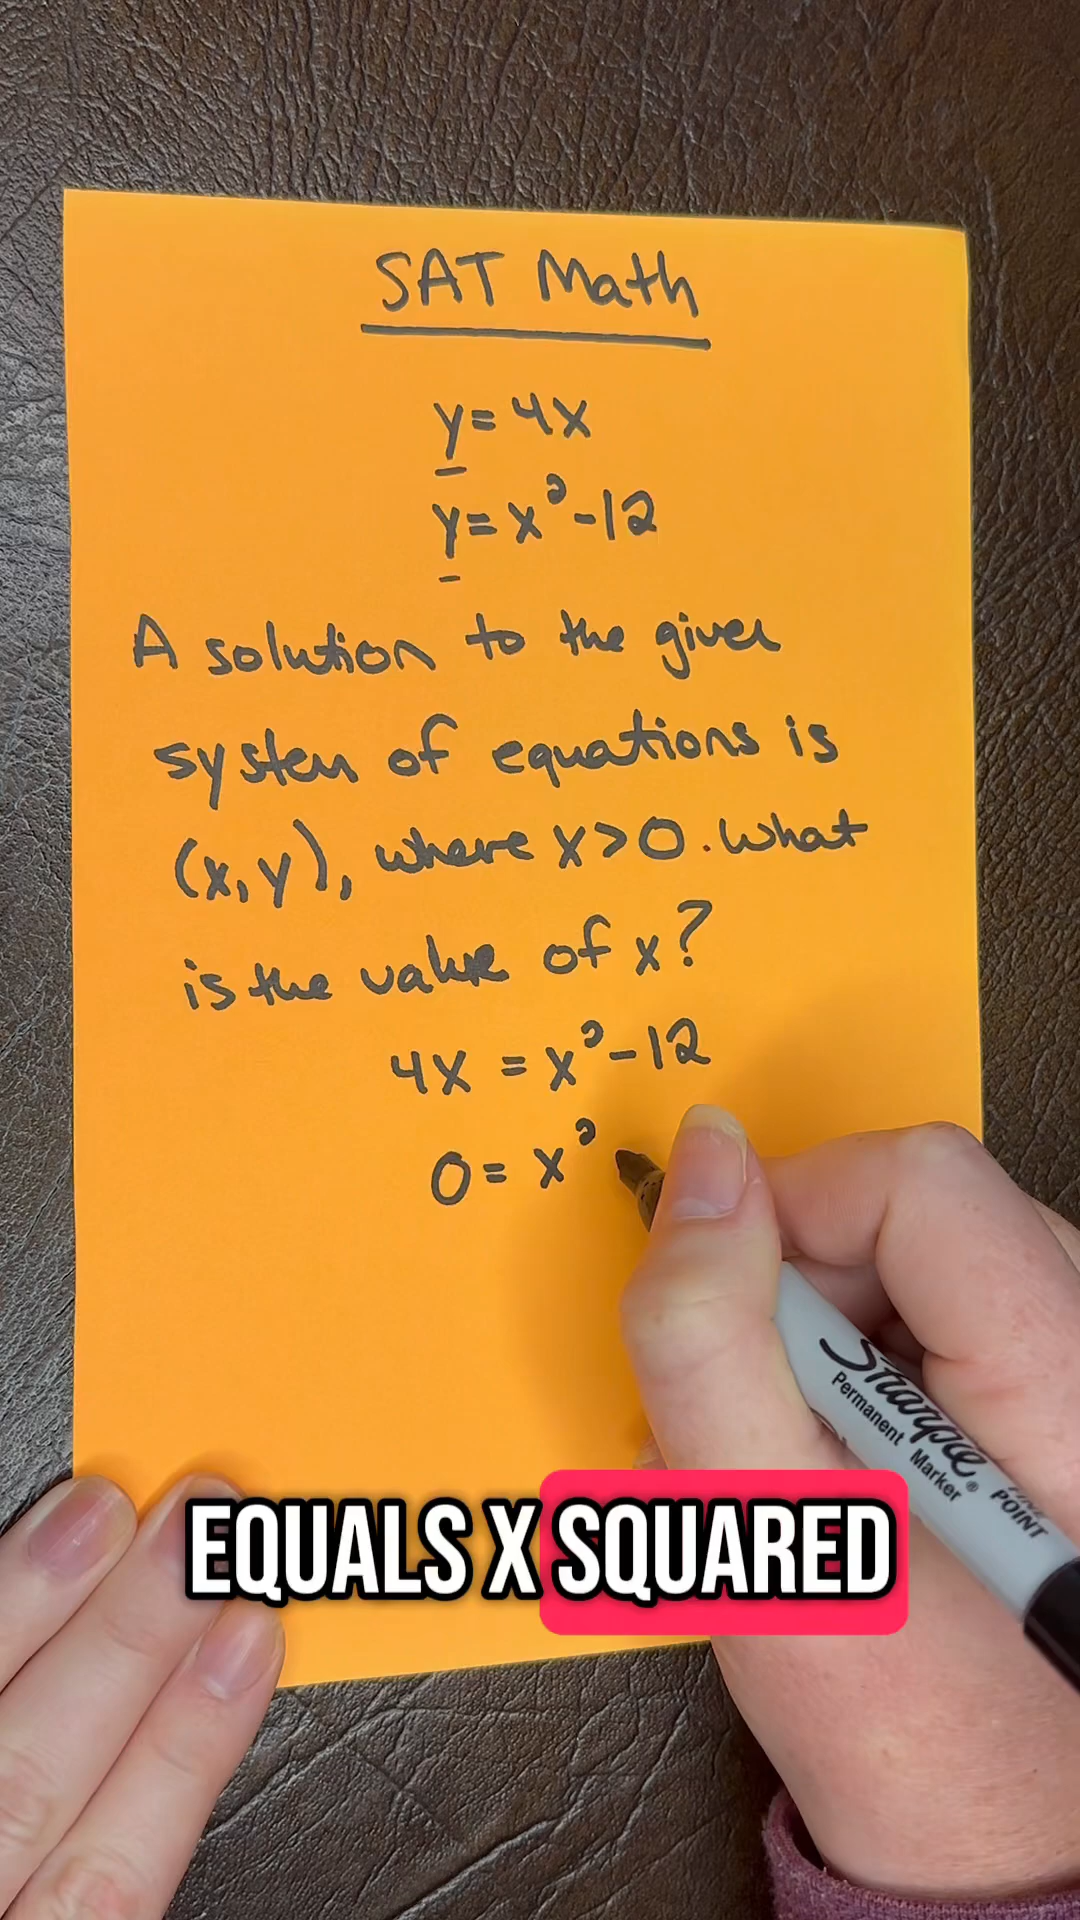 SAT Math
y = 4x
y = x² - 12
A solution to the given
system of equations is
(x, y), where x > 0. What
is the value of x?
4x = x² - 12
0 = x²
Sharpie®
Permanent Marker
POINT
EQUALS X SQUARED